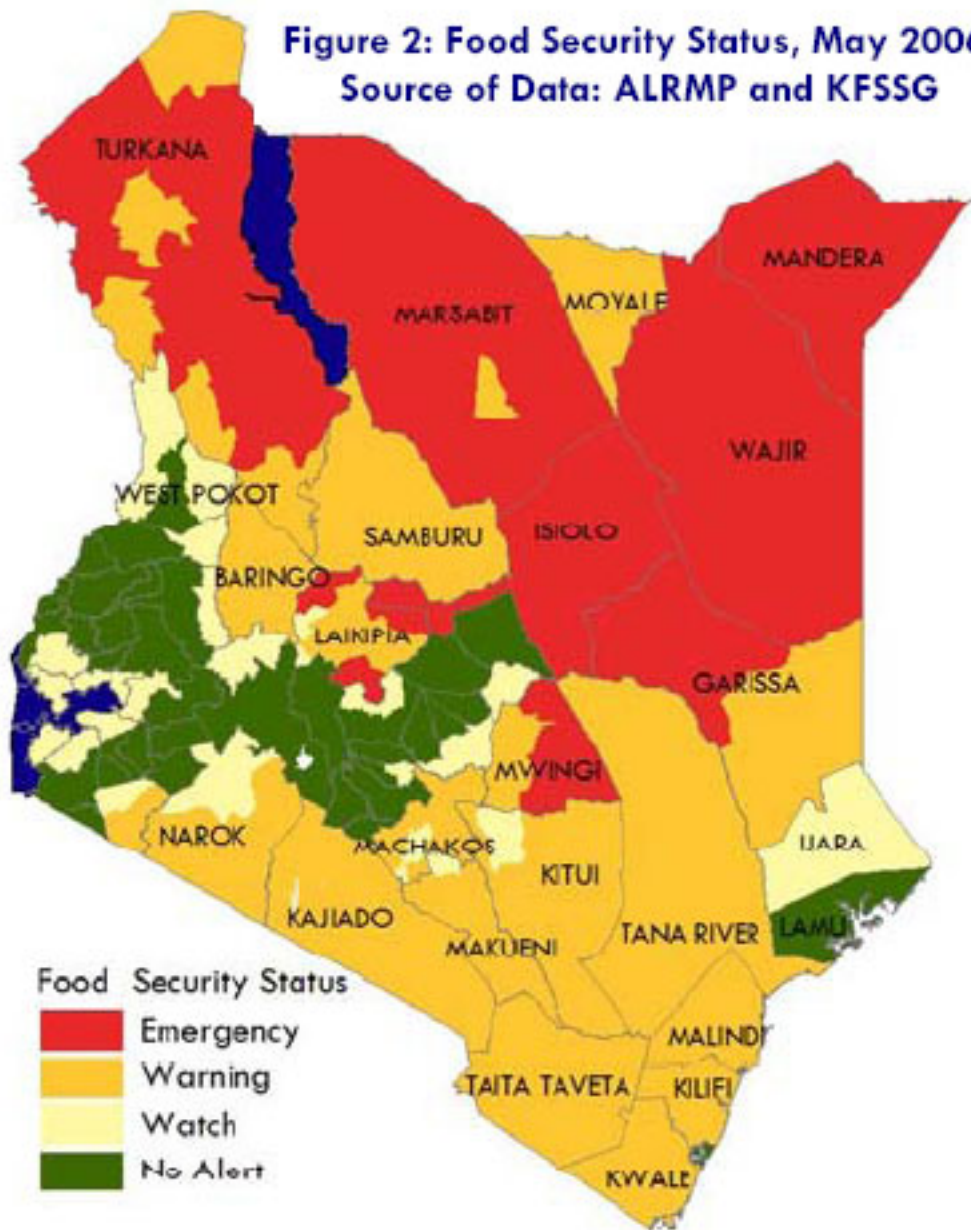 Figure 2: Food Security Status, May 2006
Source of Data: ALRMP and KFSSG
TURKANA
MANDERA
MOYALE
MARSABIT
WAJIR
WEST POKOT
ISIOLO
SAMBURU
BARINGO
LAIKIPIA
GARISSA
MWINGI
NAROK
MACHAKOS
IJARA
KITUI
KAJIADO
LAMU
TANA RIVER
MAKUENI
MALINDI
TAITA TAVETA
KILIFI
KWALE
Food Security Status
Emergency
Warning
Watch
No Alert